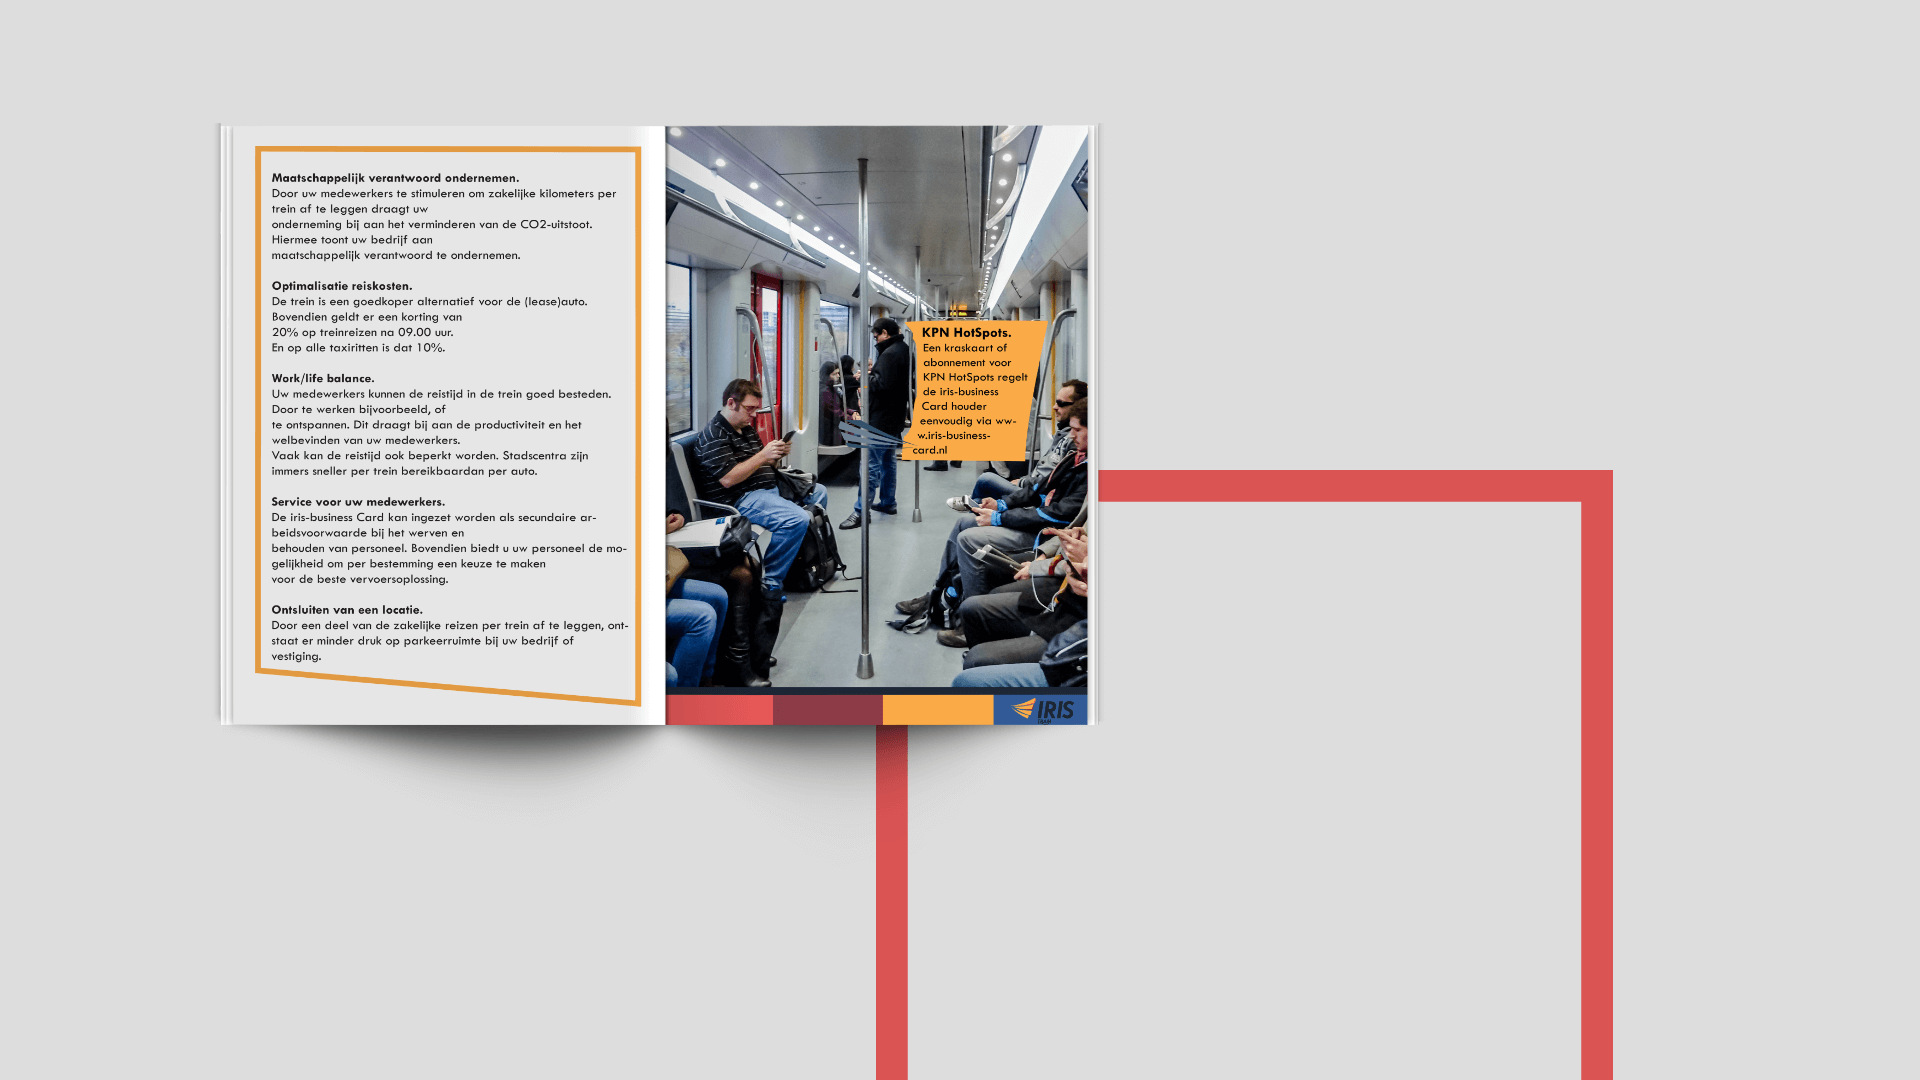 Maatschappelijk verantwoord ondernemen.
Door uw medewerkers te stimuleren om zakelijke kilometers per
trein af te leggen draagt uw
onderneming bij aan het verminderen van de CO2-uitstoot.
Hiermee toont uw bedrijf aan
maatschappelijk verantwoord te ondernemen.
Optimalisatie reiskosten.
De trein is een goedkoper alternatief voor de (lease)auto.
Bovendien geldt er een korting van
20% op treinreizen na 09.00 uur.
En op alle taxiritten is dat 10%.
Work/life balance.
Uw medewerkers kunnen de reistijd in de trein goed besteden.
Door te werken bijvoorbeeld, of
te ontspannen. Dit draagt bij aan de productiviteit en het
welbevinden van uw medewerkers.
Vaak kan de reistijd ook beperkt worden. Stadscentra zijn
immers sneller per trein bereikbaardan per auto.
Service voor uw medewerkers.
De iris-business Card kan ingezet worden als secundaire ar-
beidsvoorwaarde bij het werven en
behouden van personeel. Bovendien biedt u uw personeel de mo-
gelijkheid om per bestemming een keuze te maken
voor de beste vervoersoplossing.
Ontsluiten van een locatie.
Door een deel van de zakelijke reizen per trein af te leggen, ont-
staat er minder druk op parkeerruimte bij uw bedrijf of
vestiging.
KPN HotSpots.
Een kraskaart of
abonnement voor
KPN HotSpots regelt
de iris-business
Card houder
eenvoudig via ww-
w.iris-business-
card.nl
IRIS